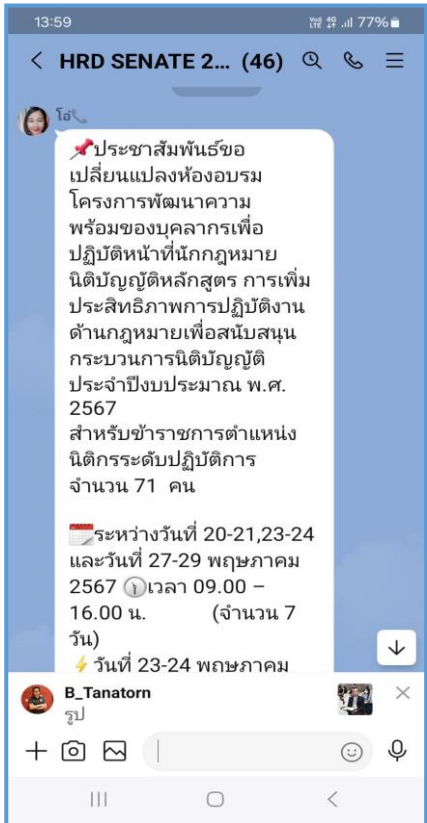 13:59
77%
HRD SENATE 2... (46)
โอ๋
ประชาสัมพันธ์ขอ
เปลี่ยนแปลงห้องอบรม
โครงการพัฒนาความ
พร้อมของบุคลากรเพื่อ
ปฏิบัติหน้าที่นักกฎหมาย
นิติบัญญัติหลักสูตร การเพิ่ม
ประสิทธิภาพการปฏิบัติงาน
ด้านกฎหมายเพื่อสนับสนุน
กระบวนการนิติบัญญัติ
ประจำปีงบประมาณ พ.ศ.
2567
สำหรับข้าราชการตำแหน่ง
นิติกรระดับปฏิบัติการ
จำนวน 71 คน
ระหว่างวันที่ 20-21,23-24
และวันที่ 27-29 พฤษภาคม
2567 เวลา 09.00 –
16.00 น. (จำนวน 7
วัน)
วันที่ 23-24 พฤษภาคม
B_Tanatorn
รูป